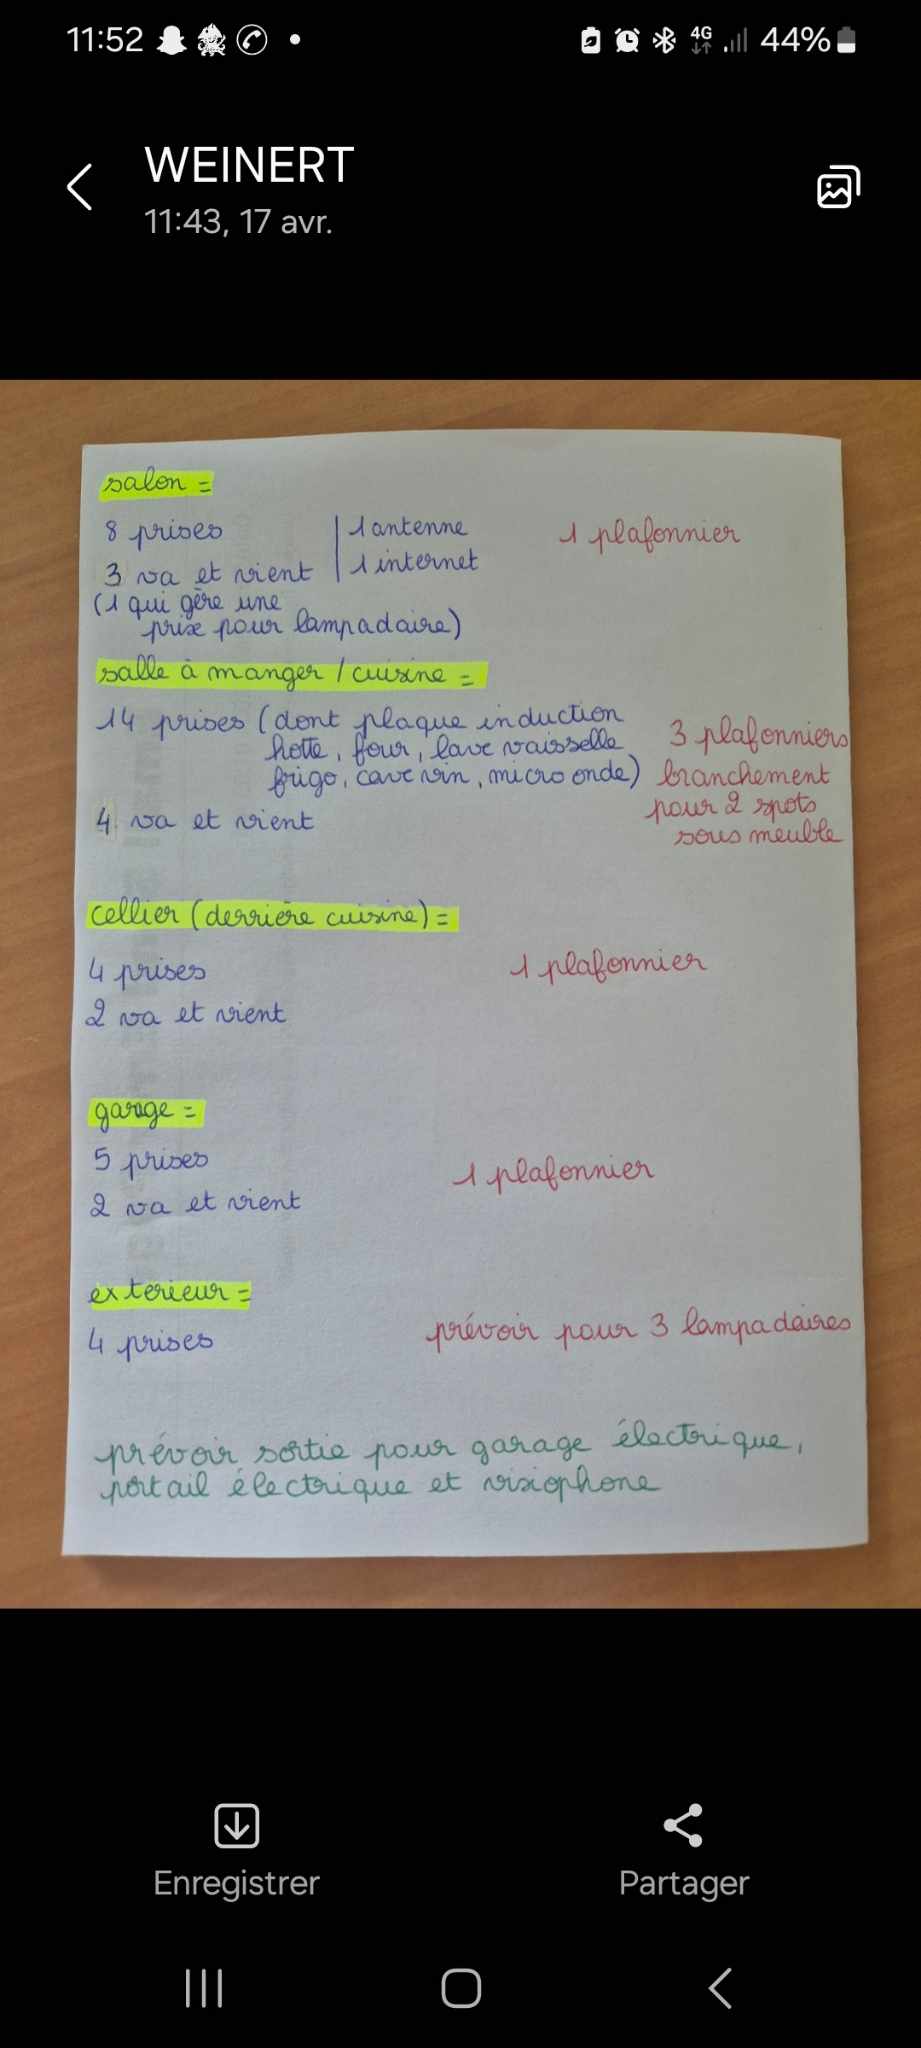 11:52
4G
44%
WEINERT
11:43, 17 avr.
salon =
8 prises
1 antenne
1 plafonnier
3 va et vient
1 internet
(1 qui gère une
prix pour lampadaire)
salle à manger / cuisine =
14 prises (dont plaque induction
hotte, four, lave vaisselle
frigo, cave vin, micro onde)
3 plafonniers
branchement
pour 2 spots
sous meuble
4 va et vient
cellier (derrière cuisine) =
4 prises
1 plafonnier
2 va et vient
garage =
5 prises
1 plafonnier
2 va et vient
extérieur =
4 prises
prévoir pour 3 lampadaires
prévoir sortie pour garage électrique,
portail électrique et visiophone
Enregistrer
Partager